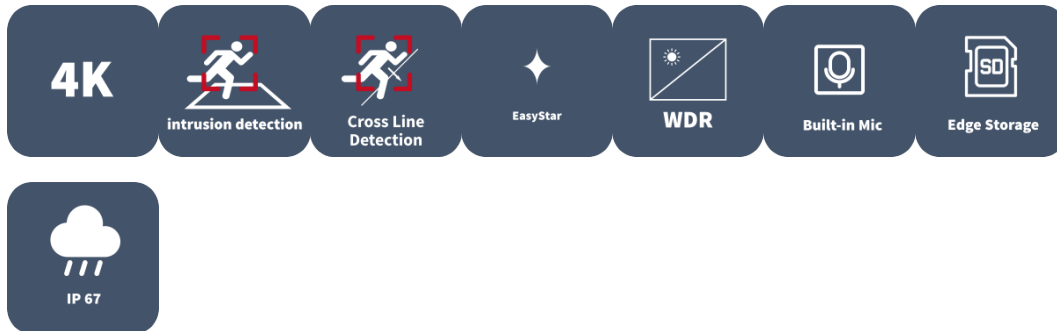 4K
intrusion detection
Cross Line
Detection
EasyStar
WDR
Built-in Mic
SD
Edge Storage
IP 67